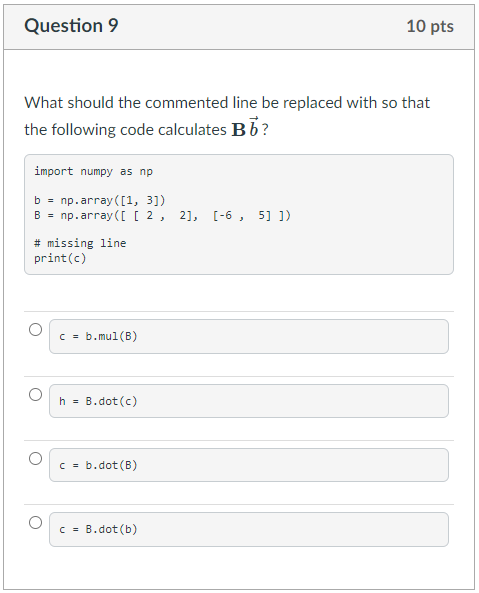 Question 9
10 pts
What should the commented line be replaced with so that
the following code calculates B b⃗ ?
import numpy as np
b = np.array([1, 3])
B = np.array([ [ 2 ,  2], [-6 ,  5] ])
# missing line
print(c)
c = b.mul(B)
h = B.dot(c)
c = b.dot(B)
c = B.dot(b)